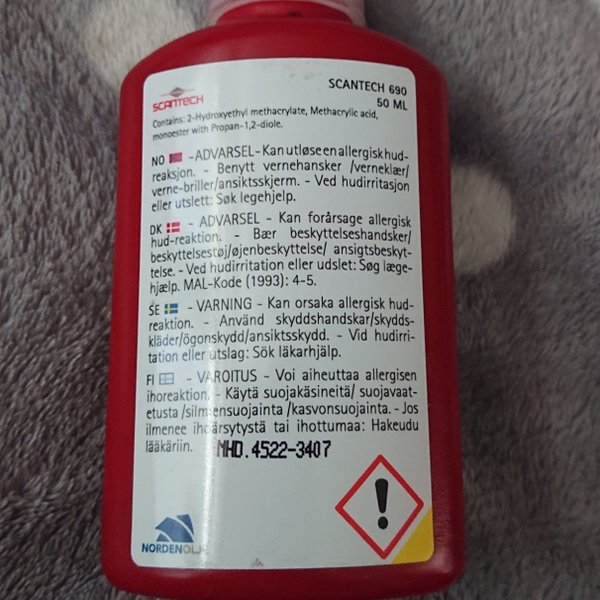 SCANTECH
SCANTECH 690
50 ML
Contains: 2-Hydroxyethyl methacrylate, Methacrylic acid,
monoester with Propan-1,2-diole.
NO - ADVARSEL - Kan utløse en allergisk hud-
reaksjon. - Benytt vernehansker /verneklær/
verne-briller/ansiktsskjerm. - Ved hudirritasjon
eller utslett: Søk legehjelp.
DK - ADVARSEL - Kan forårsage allergisk
hud-reaktion. - Bær beskyttelseshandsker/
beskyttelsestøj/øjenbeskyttelse/ ansigtsbeskyt-
telse. - Ved hudirritation eller udslet: Søg læge-
hjælp. MAL-Kode (1993): 4-5.
SE - VARNING - Kan orsaka allergisk hud-
reaktion. - Använd skyddshandskar/skydds-
kläder/ögonskydd/ansiktsskydd. - Vid hudirri-
tation eller utslag: Sök läkarhjälp.
FI - VAROITUS - Voi aiheuttaa allergisen
ihoreaktion. - Käytä suojakäsineitä/ suojavaat-
etusta /silmiensuojainta /kasvonsuojainta. - Jos
ilmenee ihoärsytystä tai ihottumaa: Hakeudu
lääkäriin. MHD.4522-3407
NORDENOLJE